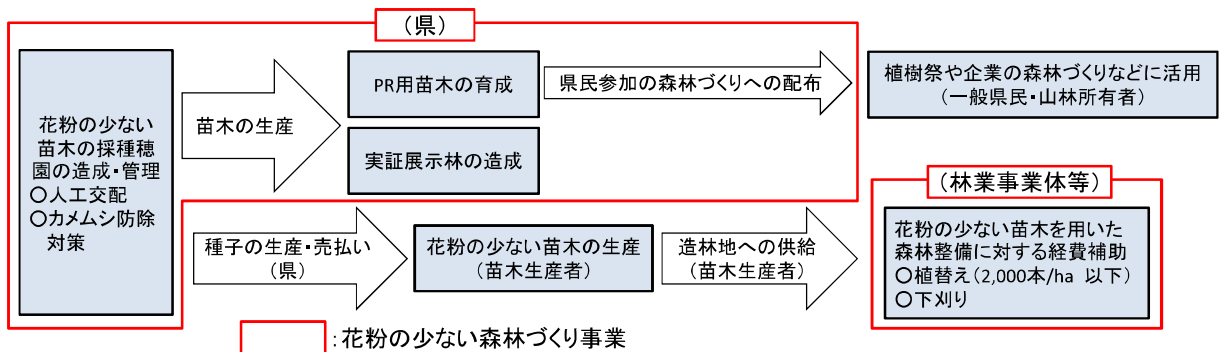 (県)
花粉の少ない
苗木の採種穂
園の造成・管理
○人工交配
○カメムシ防除
対策
苗木の生産
PR用苗木の育成
実証展示林の造成
県民参加の森林づくりへの配布
植樹祭や企業の森林づくりなどに活用
(一般県民・山林所有者)
種子の生産・売払い
(県)
花粉の少ない苗木の生産
(苗木生産者)
造林地への供給
(苗木生産者)
(林業事業体等)
花粉の少ない苗木を用いた
森林整備に対する経費補助
○植替え(2,000本/ha 以下)
○下刈り
:花粉の少ない森林づくり事業